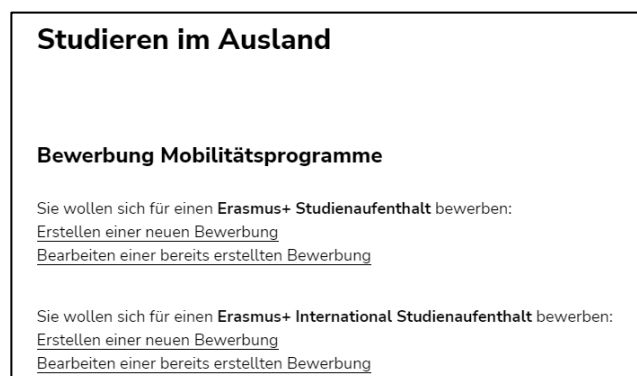 Studieren im Ausland
Bewerbung Mobilitätsprogramme
Sie wollen sich für einen Erasmus+ Studienaufenthalt bewerben:
Erstellen einer neuen Bewerbung
Bearbeiten einer bereits erstellten Bewerbung
Sie wollen sich für einen Erasmus+ International Studienaufenthalt bewerben:
Erstellen einer neuen Bewerbung
Bearbeiten einer bereits erstellten Bewerbung